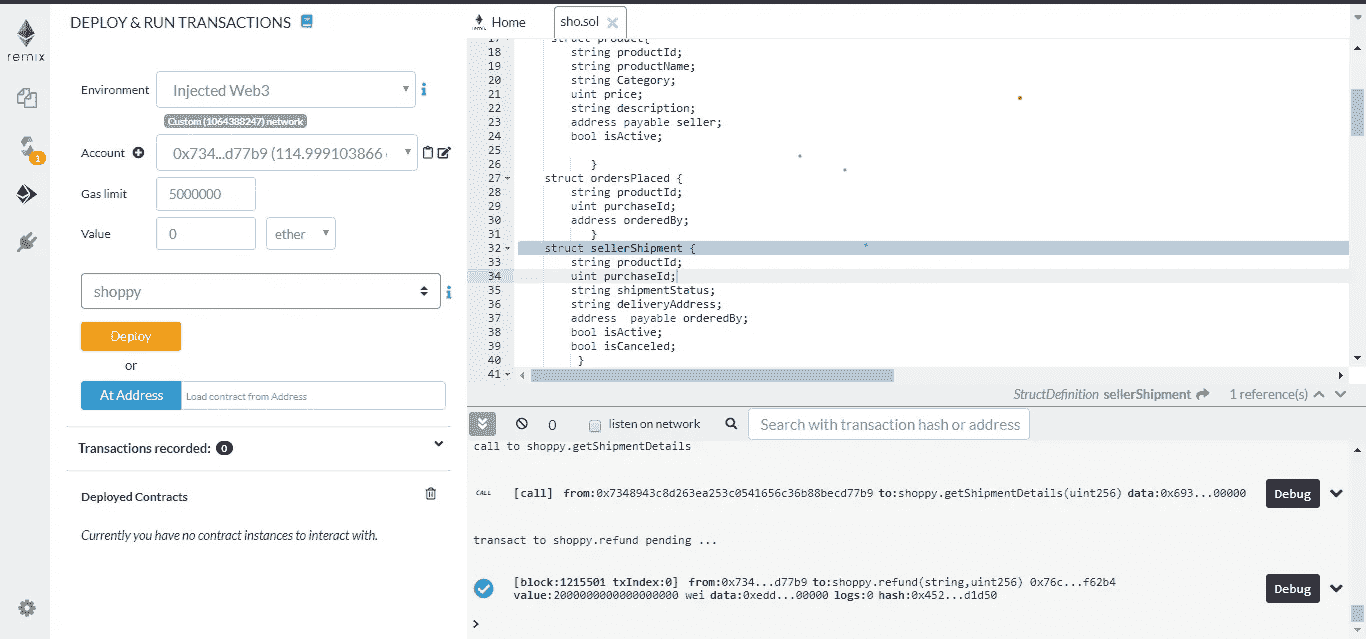 DEPLOY & RUN TRANSACTIONS
remix
1
Environment
Injected Web3
i
Custom (1064388247) network
Account
0x734...d77b9 (114.999103866
Gas limit
5000000
Value
0
ether
shoppy
i
Deploy
or
At Address
Load contract from Address
Transactions recorded: 0
Deployed Contracts
Currently you have no contract instances to interact with.
Home
sho.sol
17 struct product{
18 string productId;
19 string productName;
20 string Category;
21 uint price;
22 string description;
23 address payable seller;
24 bool isActive;
25
26 }
27 struct ordersPlaced {
28 string productId;
29 uint purchaseId;
30 address orderedBy;
31 }
32 struct sellerShipment {
33 string productId;
34 uint purchaseId;
35 string shipmentStatus;
36 string deliveryAddress;
37 address payable orderedBy;
38 bool isActive;
39 bool isCanceled;
40 }
41
StructDefinition sellerShipment 1 reference(s)
0
listen on network
Search with transaction hash or address
call to shoppy.getShipmentDetails
CALL [call] from:0x7348943c8d263ea253c0541656c36b88becd77b9 to:shoppy.getShipmentDetails(uint256) data:0x693...00000
Debug
transact to shoppy.refund pending ...
[block:1215501 txIndex:0] from:0x734...d77b9 to:shoppy.refund(string,uint256) 0x76c...f62b4
value:2000000000000000000 wei data:0xedd...00000 logs:0 hash:0x452...d1d50
Debug
>